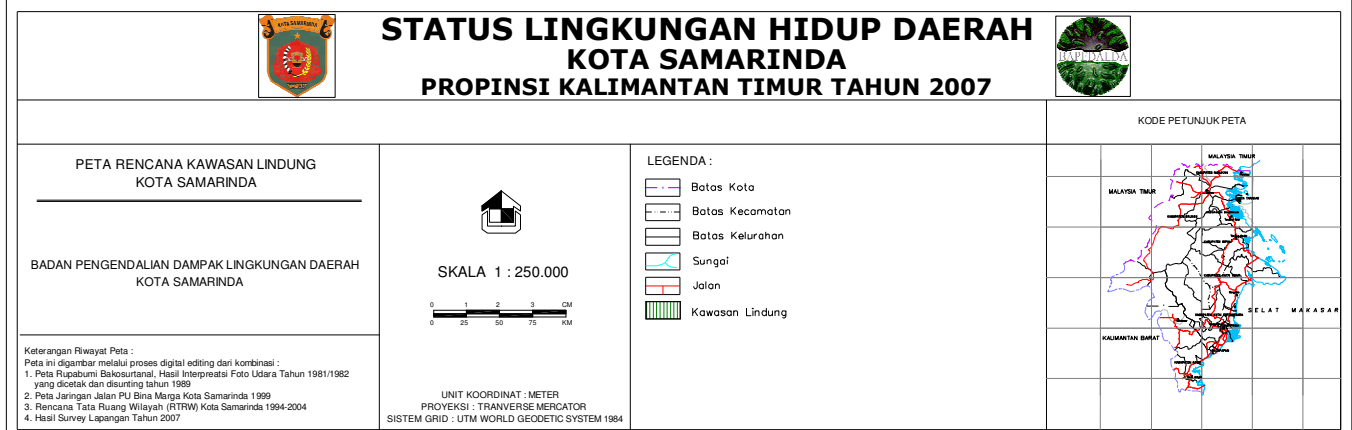 KOTA SAMARINDA
STATUS LINGKUNGAN HIDUP DAERAH
KOTA SAMARINDA
PROPINSI KALIMANTAN TIMUR TAHUN 2007
BAPEDALDA
KODE PETUNJUK PETA
PETA RENCANA KAWASAN LINDUNG
KOTA SAMARINDA
BADAN PENGENDALIAN DAMPAK LINGKUNGAN DAERAH
KOTA SAMARINDA
Keterangan Riwayat Peta :
Peta ini digambar melalui proses digital editing dari kombinasi :
1. Peta Rupabumi Bakosurtanal, Hasil Interpreatsi Foto Udara Tahun 1981/1982
yang dicetak dan disunting tahun 1989
2. Peta Jaringan Jalan PU Bina Marga Kota Samarinda 1999
3. Rencana Tata Ruang Wilayah (RTRW) Kota Samarinda 1994-2004
4. Hasil Survey Lapangan Tahun 2007
SKALA 1 : 250.000
0 1 2 3 CM
0 25 50 75 KM
UNIT KOORDINAT : METER
PROYEKSI : TRANVERSE MERCATOR
SISTEM GRID : UTM WORLD GEODETIC SYSTEM 1984
LEGENDA :
Batas Kota
Batas Kecamatan
Batas Kelurahan
Sungai
Jalan
Kawasan Lindung
MALAYSIA TIMUR
MALAYSIA TIMUR
SELAT MAKASAR
KALIMANTAN BARAT